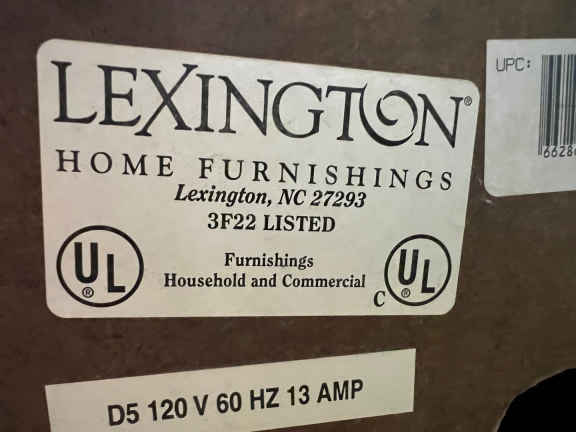 LEXINGTON®
HOME FURNISHINGS
Lexington, NC 27293
3F22 LISTED
UL®
Furnishings
Household and Commercial
C UL®
UPC:
D5 120 V 60 HZ 13 AMP